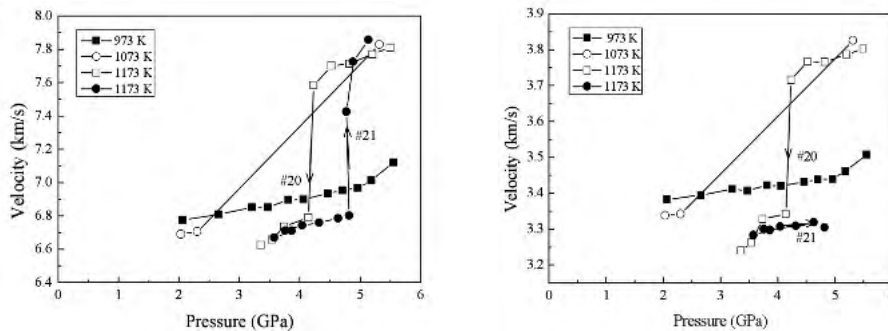 8.0
7.8
7.6
7.4
7.2
7.0
6.8
6.6
6.4
Velocity (km/s)
973 K
1073 K
1173 K
1173 K
#20
#21
0 1 2 3 4 5 6
Pressure (GPa)
3.9
3.8
3.7
3.6
3.5
3.4
3.3
3.2
Velocity (km/s)
973 K
1073 K
1173 K
1173 K
#20
#21
0 1 2 3 4 5
Pressure (GPa)